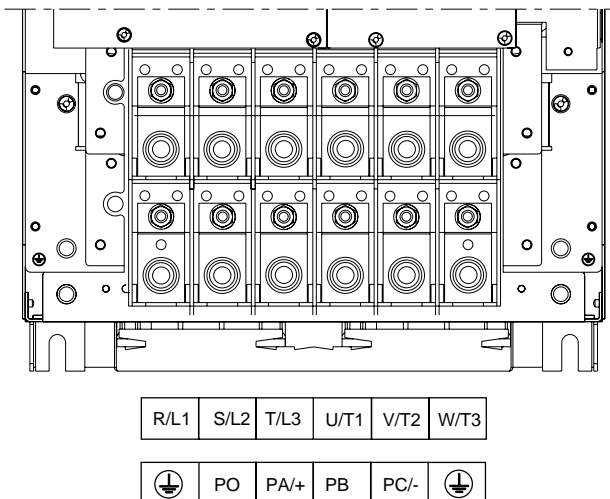 R/L1 S/L2 T/L3 U/T1 V/T2 W/T3
PO PA/+ PB PC/-